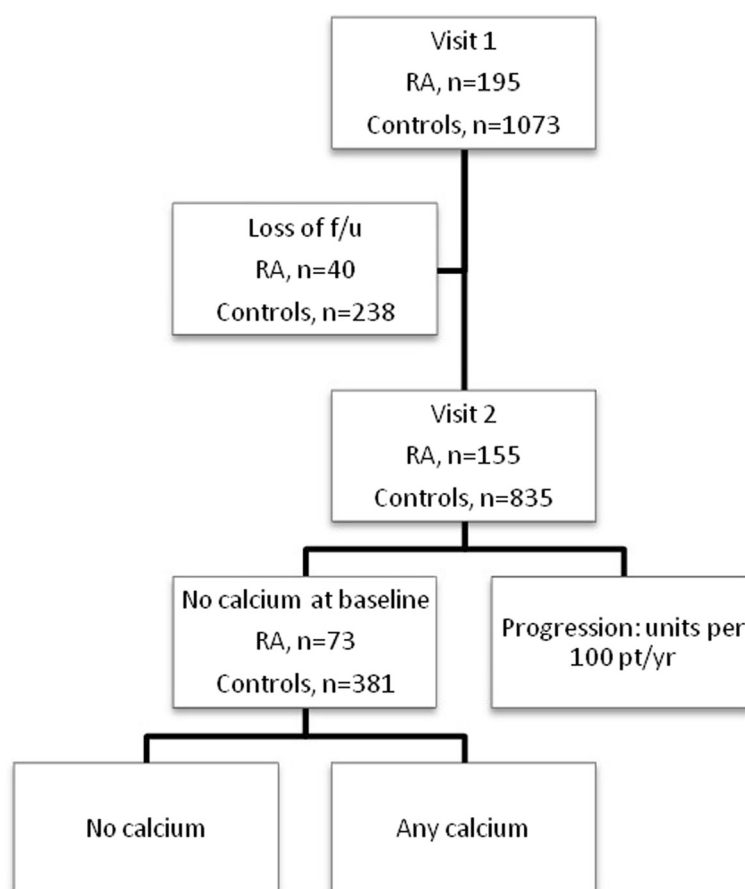 Visit 1
RA, n=195
Controls, n=1073
Loss of f/u
RA, n=40
Controls, n=238
Visit 2
RA, n=155
Controls, n=835
No calcium at baseline
RA, n=73
Controls, n=381
Progression: units per
100 pt/yr
No calcium
Any calcium